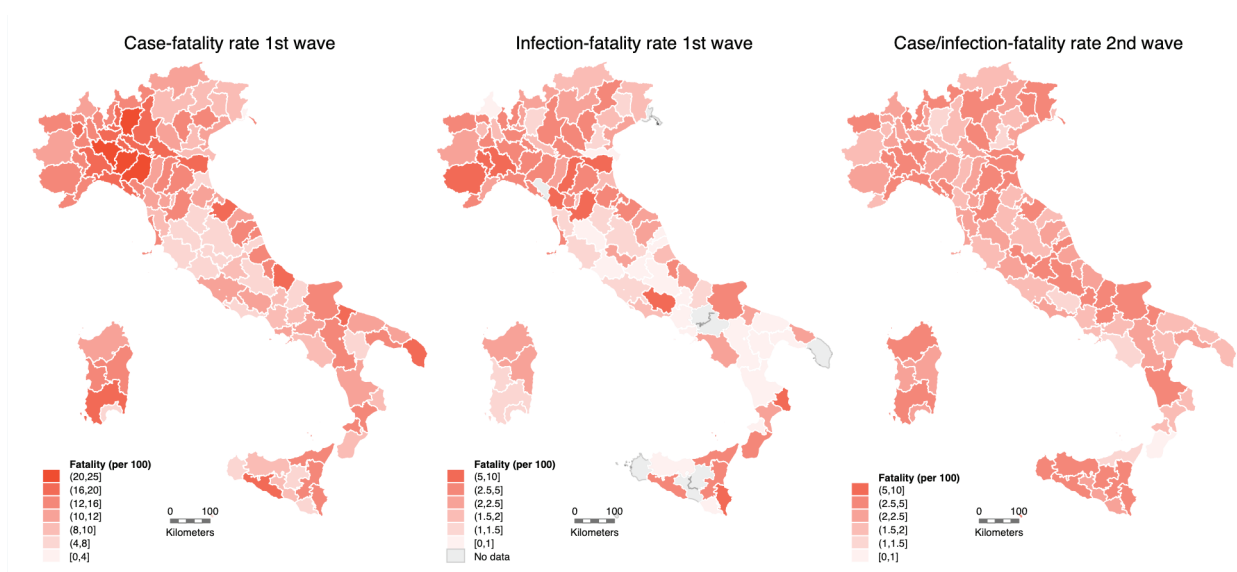 Case-fatality rate 1st wave
Infection-fatality rate 1st wave
Case/infection-fatality rate 2nd wave
Fatality (per 100)
(20,25]
(16,20]
(12,16]
(10,12]
(8,10]
(4,8]
[0,4]
0 100
Kilometers
Fatality (per 100)
(5,10]
(2.5,5]
(2,2.5]
(1.5,2]
(1,1.5]
[0,1]
No data
0 100
Kilometers
Fatality (per 100)
(5,10]
(2.5,5]
(2,2.5]
(1.5,2]
(1,1.5]
[0,1]
0 100
Kilometers